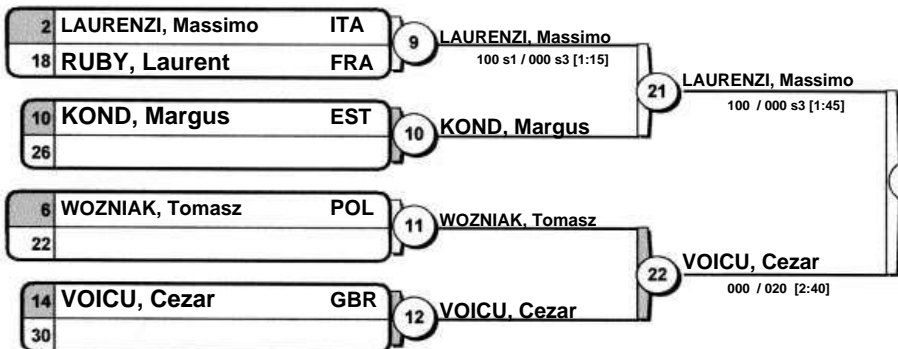 2 LAURENZI, Massimo ITA
18 RUBY, Laurent FRA
9
LAURENZI, Massimo
100 s1 / 000 s3 [1:15]
10 KOND, Margus EST
26
10
KOND, Margus
21
LAURENZI, Massimo
100 / 000 s3 [1:45]
6 WOZNIAK, Tomasz POL
22
11
WOZNIAK, Tomasz
14 VOICU, Cezar GBR
30
12
VOICU, Cezar
22
VOICU, Cezar
000 / 020 [2:40]